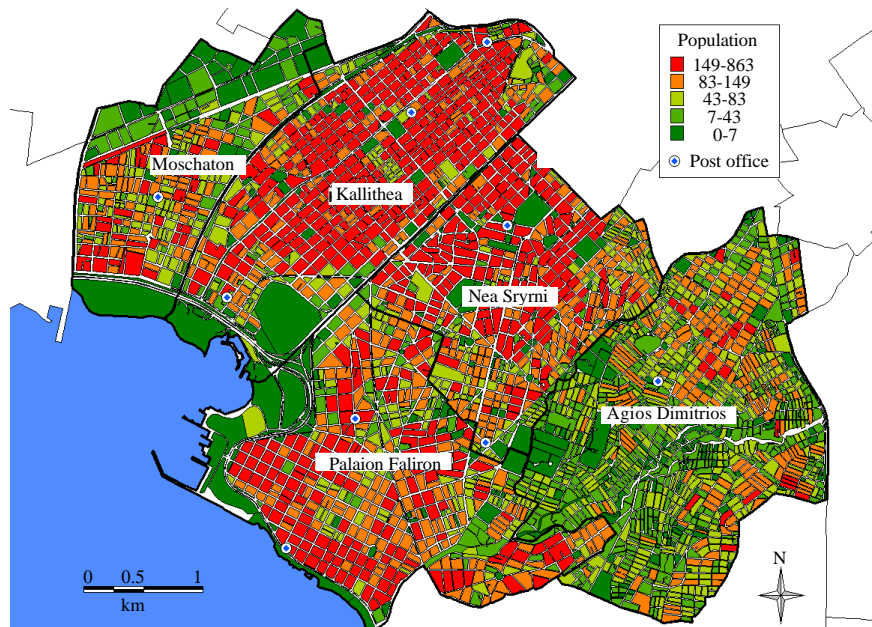 Population
149-863
83-149
43-83
7-43
0-7
Post office
Moschaton
Kallithea
Nea Sryrni
Agios Dimitrios
Palaion Faliron
0 0.5 1
km
N